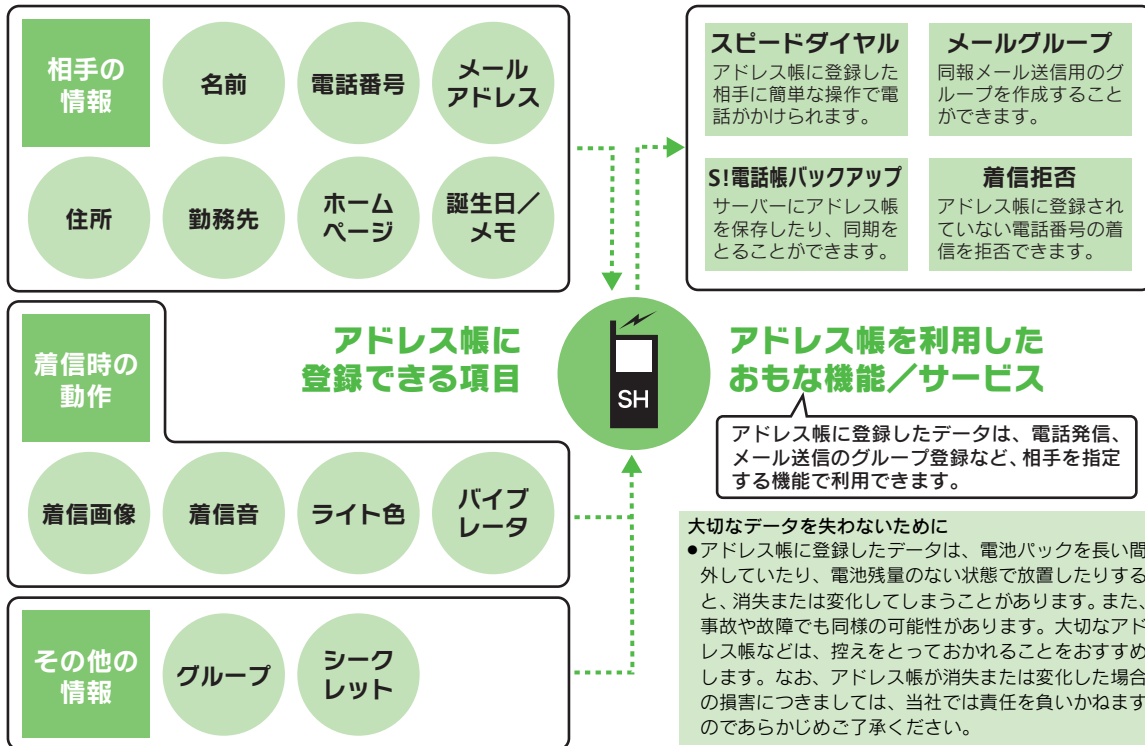 相手の
情報
名前
電話番号
メール
アドレス
住所
勤務先
ホーム
ページ
誕生日／
メモ
着信時の
動作
着信画像
着信音
ライト色
バイブ
レータ
その他の
情報
グループ
シーク
レット
アドレス帳に
登録できる項目
SH
スピードダイヤル
アドレス帳に登録した
相手に簡単な操作で電
話がかけられます。
メールグループ
同報メール送信用のグ
ループを作成すること
ができます。
S!電話帳バックアップ
サーバーにアドレス帳
を保存したり、同期を
とることができます。
着信拒否
アドレス帳に登録され
ていない電話番号の着
信を拒否できます。
アドレス帳を利用した
おもな機能／サービス
アドレス帳に登録したデータは、電話発信、
メール送信のグループ登録など、相手を指定
する機能で利用できます。
大切なデータを失わないために
●アドレス帳に登録したデータは、電池パックを長い間
外していたり、電池残量のない状態で放置したりする
と、消失または変化してしまうことがあります。また、
事故や故障でも同様の可能性があります。大切なアド
レス帳などは、控えをとっておかれることをおすすめ
します。なお、アドレス帳が消失または変化した場合
の損害につきましては、当社では責任を負いかねます
のであらかじめご了承ください。